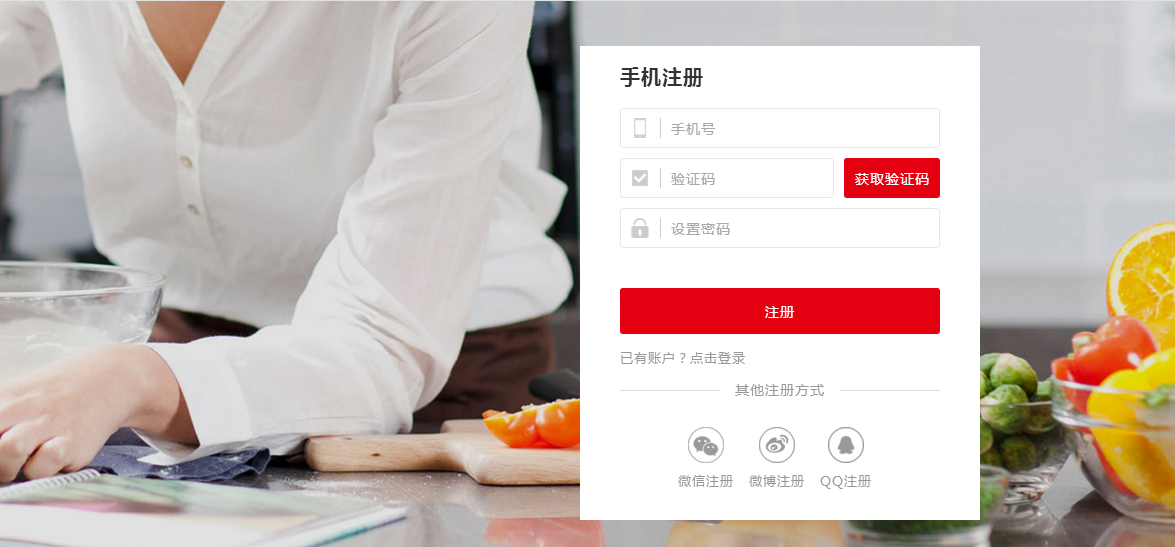 手机注册
手机号
验证码 获取验证码
设置密码
注册
已有账户？点击登录
其他注册方式
微信注册 微博注册 QQ注册